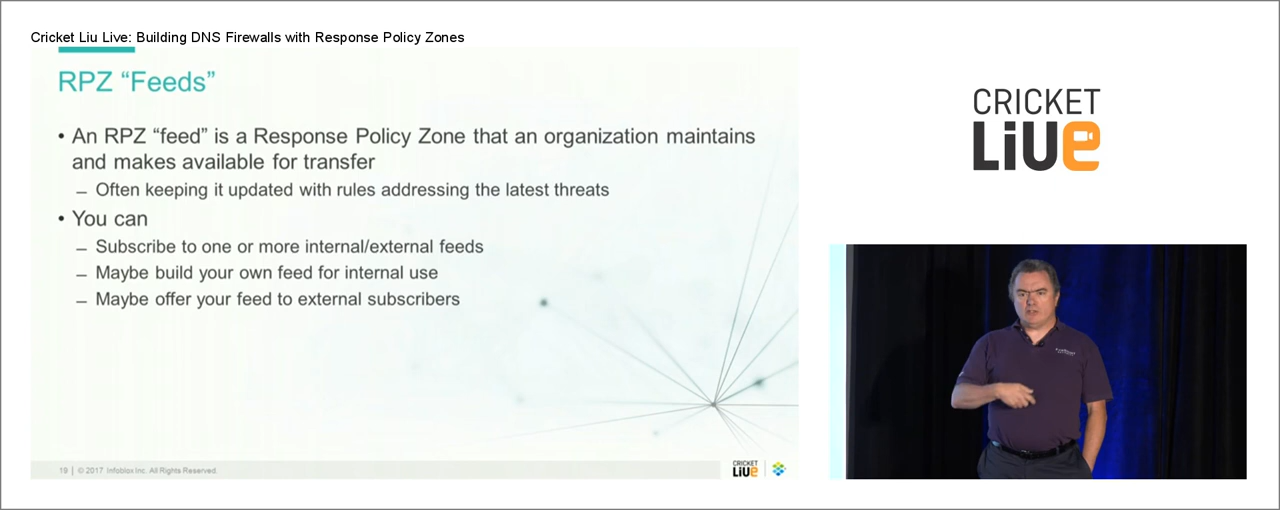 Cricket Liu Live: Building DNS Firewalls with Response Policy Zones
RPZ “Feeds”
• An RPZ “feed” is a Response Policy Zone that an organization maintains
and makes available for transfer
– Often keeping it updated with rules addressing the latest threats
• You can
– Subscribe to one or more internal/external feeds
– Maybe build your own feed for internal use
– Maybe offer your feed to external subscribers
19 | © 2017 Infoblox Inc. All Rights Reserved.
CRICKET
LiUe
CRICKET
LiUe